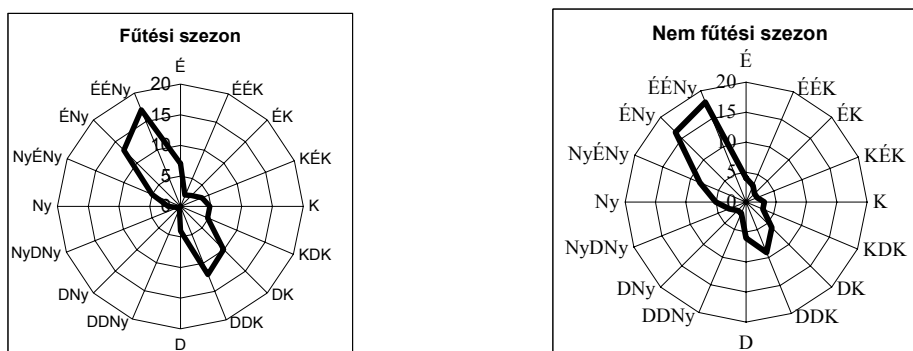 Fűtési szezon
É
ÉÉNy
ÉÉK
20
ÉNy
ÉK
15
10
NyÉNy
KÉK
5
Ny
0
K
NyDNy
KDK
DNy
DK
DDNy
DDK
D
Nem fűtési szezon
É
ÉÉNy
ÉÉK
20
ÉNy
ÉK
15
10
NyÉNy
KÉK
5
Ny
0
K
NyDNy
KDK
DNy
DK
DDNy
DDK
D